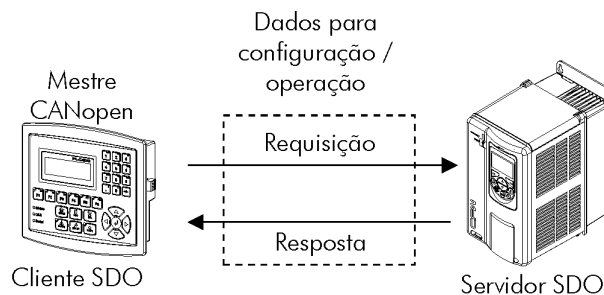 Dados para
configuração /
operação
Mestre
CANopen
Requisição
Resposta
Cliente SDO
Servidor SDO